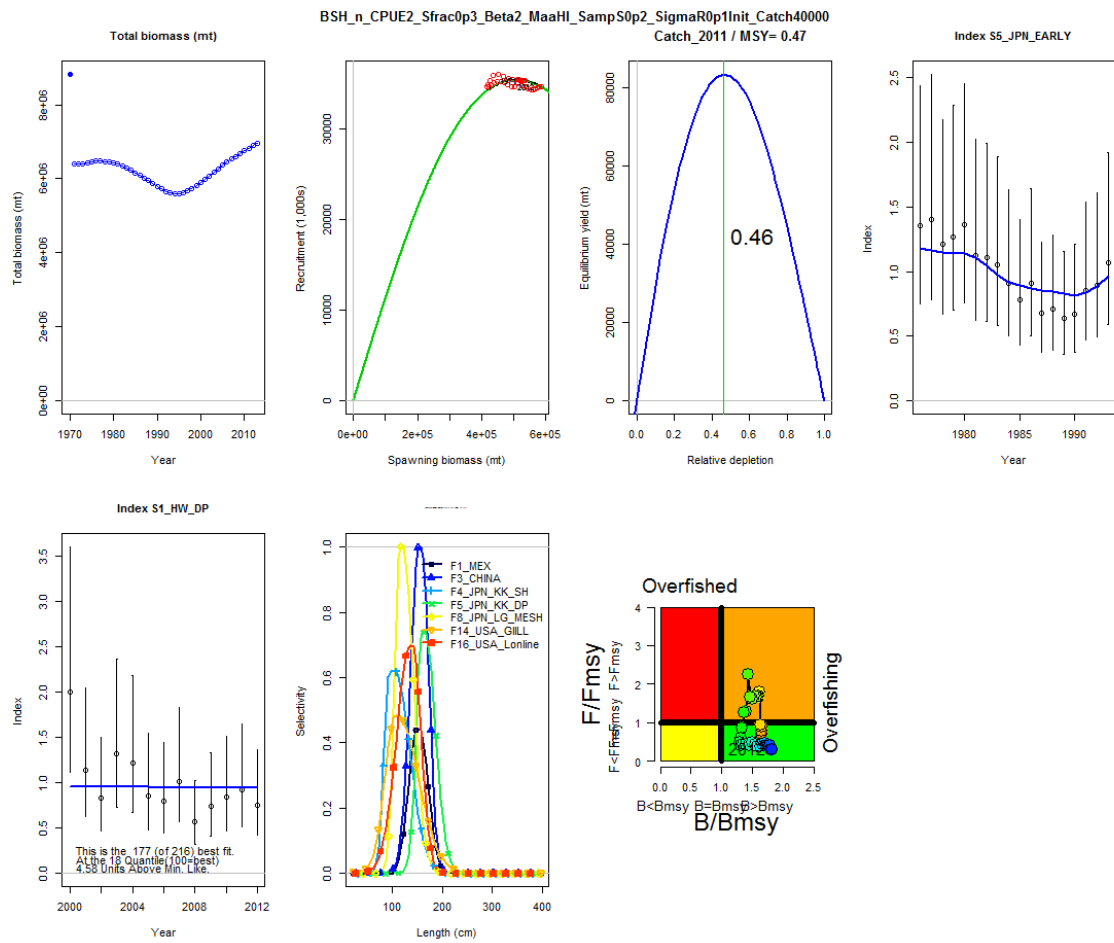 BSH_n_CPUE2_Sfrac0p3_Beta2_MaaHI_SampS0p2_SigmaR0p1Init_Catch40000
Total biomass (mt)
Catch_2011 / MSY= 0.47
Index S5_JPN_EARLY
Total biomass (mt)
0e+00
2e+06
4e+06
6e+06
8e+06
1970
1980
1990
2000
2010
Year
Recruitment (1,000s)
0
10000
20000
30000
0e+00
2e+05
4e+05
6e+05
Spawning biomass (mt)
Equilibrium yield (mt)
0
20000
40000
60000
80000
0.46
0.0
0.2
0.4
0.6
0.8
1.0
Relative depletion
Index
0.0
0.5
1.0
1.5
2.0
2.5
1980
1985
1990
Year
Index S1_HW_DP
Index
0.0
0.5
1.0
1.5
2.0
2.5
3.0
3.5
This is the 177 (of 216) best fit.
At the 18 Quantile(100=best)
4.58 Units Above Min. Like.
2000
2004
2008
2012
Year
Selectivity
0.0
0.2
0.4
0.6
0.8
1.0
F1_MEX
F3_CHINA
F4_JPN_KK_SH
F5_JPN_KK_DP
F8_JPN_LG_MESH
F14_USA_GIILL
F16_USA_Lonline
100
200
300
400
Length (cm)
Overfished
F/Fmsy
F>Fmsy
0
1
2
3
4
2012
Overfishing
0.0
0.5
1.0
1.5
2.0
2.5
B<Bmsy
B=Bmsy
B>Bmsy
B/Bmsy